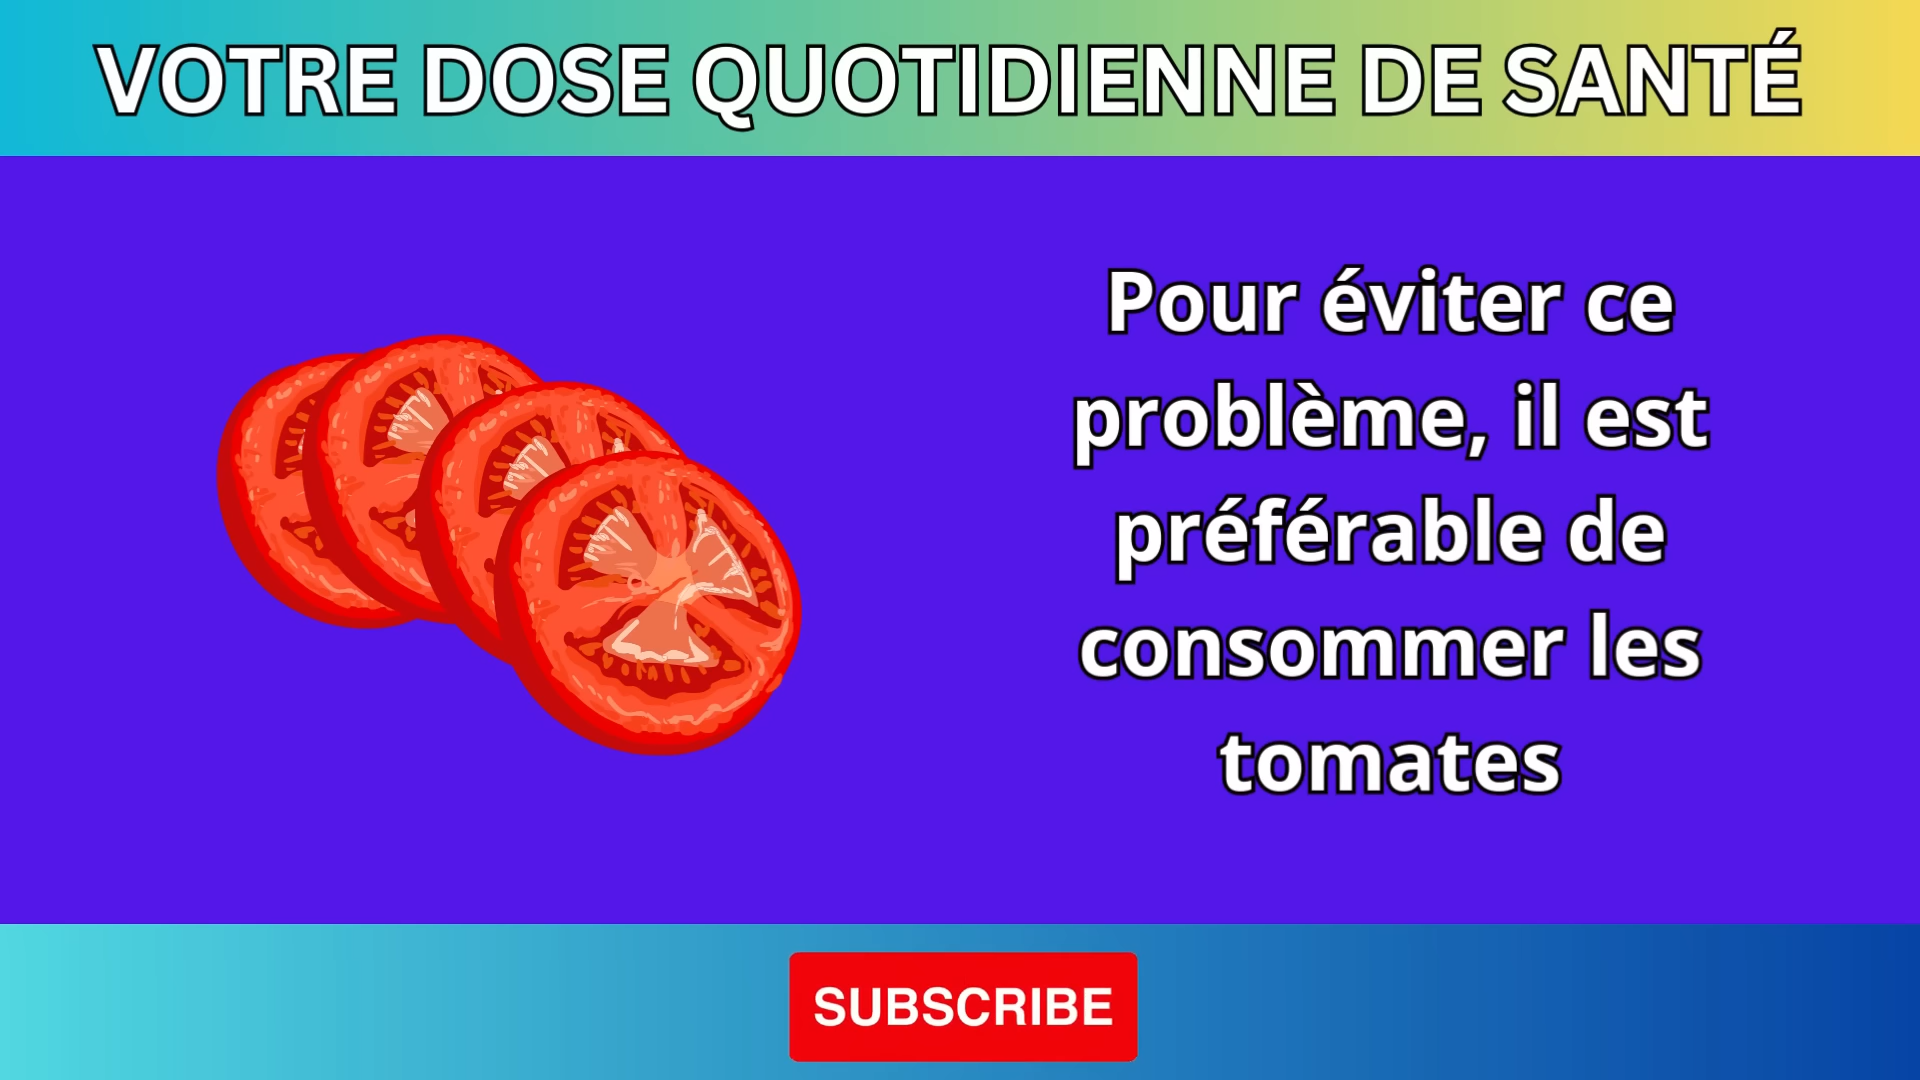 VOTRE DOSE QUOTIDIENNE DE SANTÉ
Pour éviter ce
problème, il est
préférable de
consommer les
tomates
SUBSCRIBE